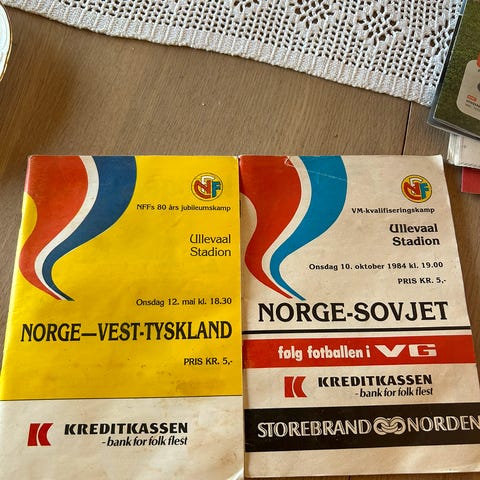 NFF
NFFs 80 års jubileumskamp
Ullevaal
Stadion
Onsdag 12. mai kl. 18.30
NORGE—VEST-TYSKLAND
PRIS KR. 5,-
KREDITKASSEN
- bank for folk flest
NFF
VM-kvalifiseringskamp
Ullevaal
Stadion
Onsdag 10. oktober 1984 kl. 19.00
PRIS KR. 5,-
NORGE-SOVJET
følg fotballen i VG
KREDITKASSEN
- bank for folk flest
STOREBRAND NORDEN